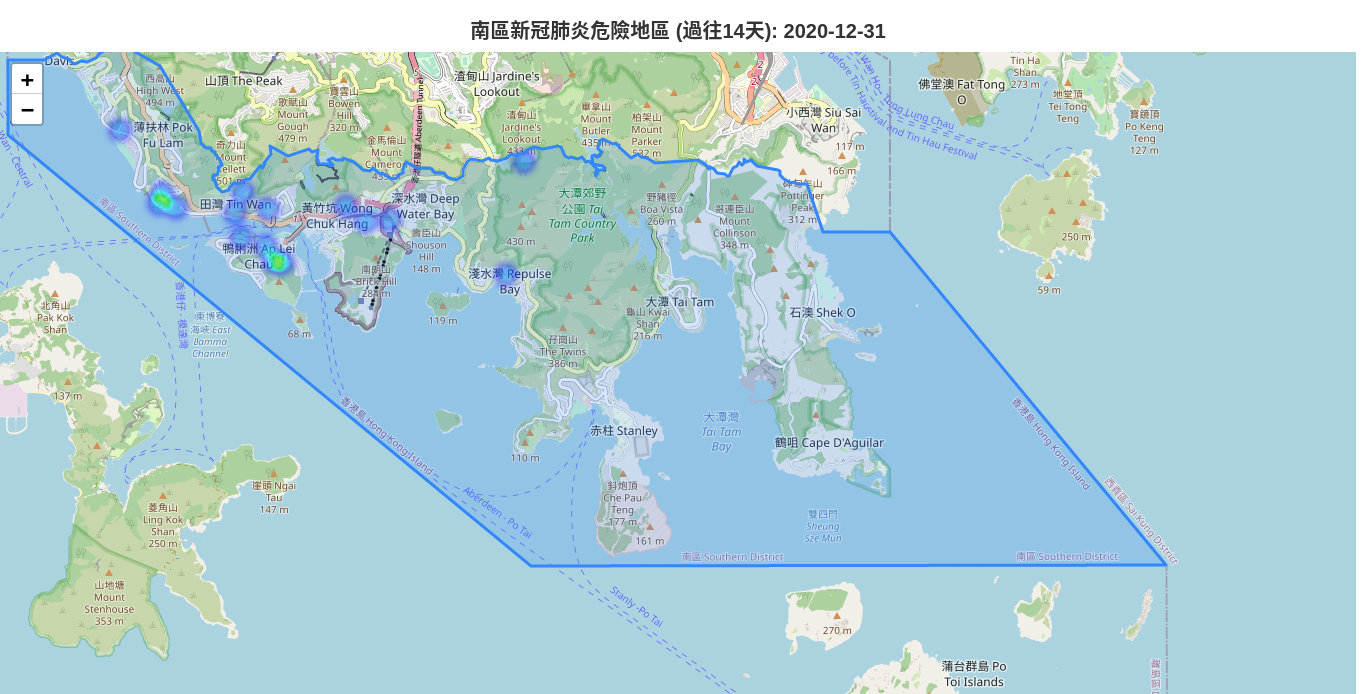 南區新冠肺炎危險地區 (過往14天): 2020-12-31
+
−
Davis
西高山
High West
494 m
山頂 The Peak
歌賦山
Mount
Gough
479 m
寶雲山
Bowen
Hill
320 m
渣甸山 Jardine's
Lookout
渣甸山
Jardine's
Lookout
433 m
畢拿山
Mount
Butler
435 m
柏架山
Mount
Parker
532 m
小西灣 Siu Sai
Wan
117 m
166 m
Pottinger
Peak
312 m
佛堂澳 Fat Tong
O
Tin Ha
Shan
273 m
地堂頂
Tei Tong
Teng
寶鏡頂
Po Keng
Teng
127 m
250 m
59 m
薄扶林 Pok
Fu Lam
奇力山
Mount
Kellett
501 m
金馬倫山
Mount
Cameron
香港仔隧道 Aberdeen Tunnel
田灣 Tin Wan
黃竹坑 Wong
Chuk Hang
深水灣 Deep
Water Bay
壽臣山
Shouson
Hill
148 m
鴨脷洲 Ap Lei
Chau
南朗山
Brick Hill
284 m
68 m
119 m
大潭郊野
公園 Tai
Tam Country
Park
430 m
野豬徑
Boa Vista
260 m
哥連臣山
Mount
Collinson
348 m
淺水灣 Repulse
Bay
大潭 Tai Tam
龜山 Kwai
Shan
216 m
石澳 Shek O
孖崗山
The Twins
386 m
110 m
赤柱 Stanley
大潭灣
Tai Tam
Bay
鶴咀 Cape D'Aguilar
斜炮頂
Che Pau
Teng
177 m
161 m
雙四門
Sheung
Sze Mun
南區 Southern District
南區 Southern District
南區 Southern District
香港島 Hong Kong Island
香港島 Hong Kong Island
西貢區 Sai Kung District
Aberdeen - Po Tai
Stanly -Po Tai
東博寮
海峽 East
Lamma
Channel
北角山
Pak Kok
Shan
137 m
崖頭 Ngai
Tau
147 m
菱角山
Ling Kok
Shan
250 m
山地塘
Mount
Stenhouse
353 m
270 m
蒲台群島 Po
Toi Islands